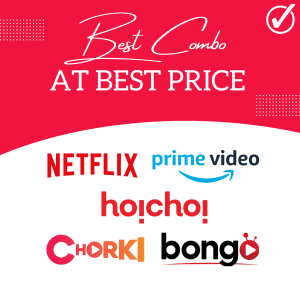 Best Combo
AT BEST PRICE
NETFLIX prime video
hoichoi
CHORKI bongo